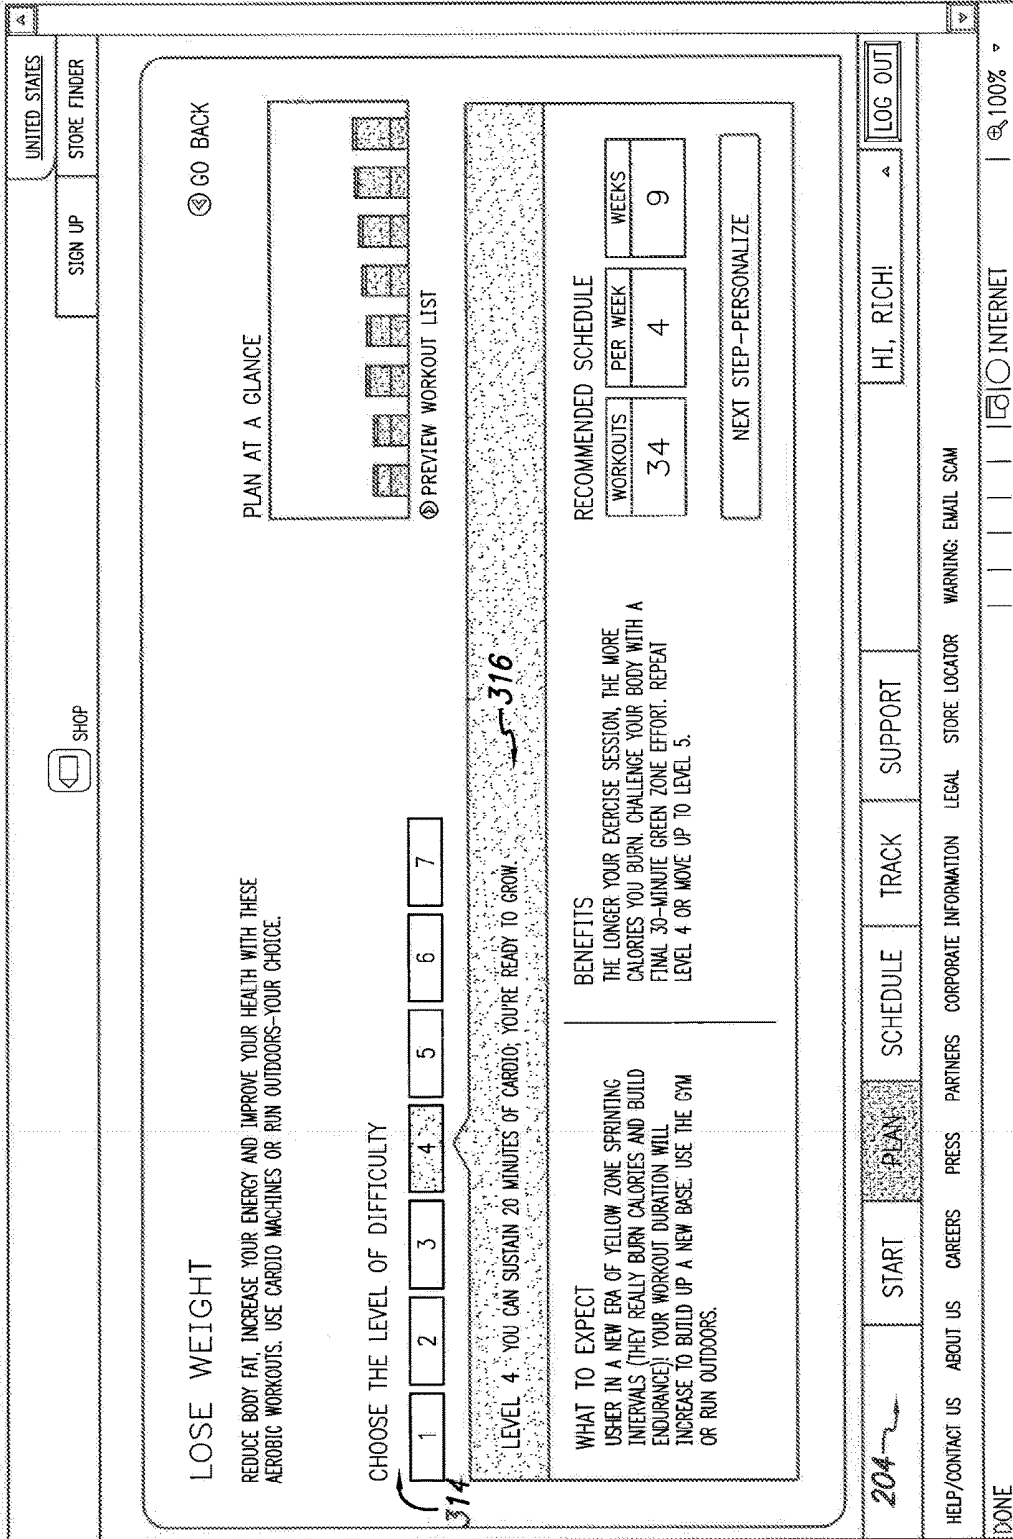 UNITED STATES
SIGN UP
STORE FINDER
SHOP
LOSE WEIGHT
GO BACK
REDUCE BODY FAT, INCREASE YOUR ENERGY AND IMPROVE YOUR HEALTH WITH THESE
AEROBIC WORKOUTS. USE CARDIO MACHINES OR RUN OUTDOORS-YOUR CHOICE.
PLAN AT A GLANCE
CHOOSE THE LEVEL OF DIFFICULTY
1 2 3 4 5 6 7
PREVIEW WORKOUT LIST
314
LEVEL 4 - YOU CAN SUSTAIN 20 MINUTES OF CARDIO; YOU'RE READY TO GROW.
316
WHAT TO EXPECT
USHER IN A NEW ERA OF YELLOW ZONE SPRINTING
INTERVALS (THEY REALLY BURN CALORIES AND BUILD
ENDURANCE)! YOUR WORKOUT DURATION WILL
INCREASE TO BUILD UP A NEW BASE. USE THE GYM
OR RUN OUTDOORS.
BENEFITS
THE LONGER YOUR EXERCISE SESSION, THE MORE
CALORIES YOU BURN. CHALLENGE YOUR BODY WITH A
FINAL 30-MINUTE GREEN ZONE EFFORT. REPEAT
LEVEL 4 OR MOVE UP TO LEVEL 5.
RECOMMENDED SCHEDULE
WORKOUTS PER WEEK WEEKS
34 4 9
NEXT STEP-PERSONALIZE
204
START PLAN SCHEDULE TRACK SUPPORT HI, RICH! LOG OUT
HELP/CONTACT US ABOUT US CAREERS PRESS PARTNERS CORPORATE INFORMATION LEGAL STORE LOCATOR WARNING: EMAIL SCAM
DONE INTERNET 100%